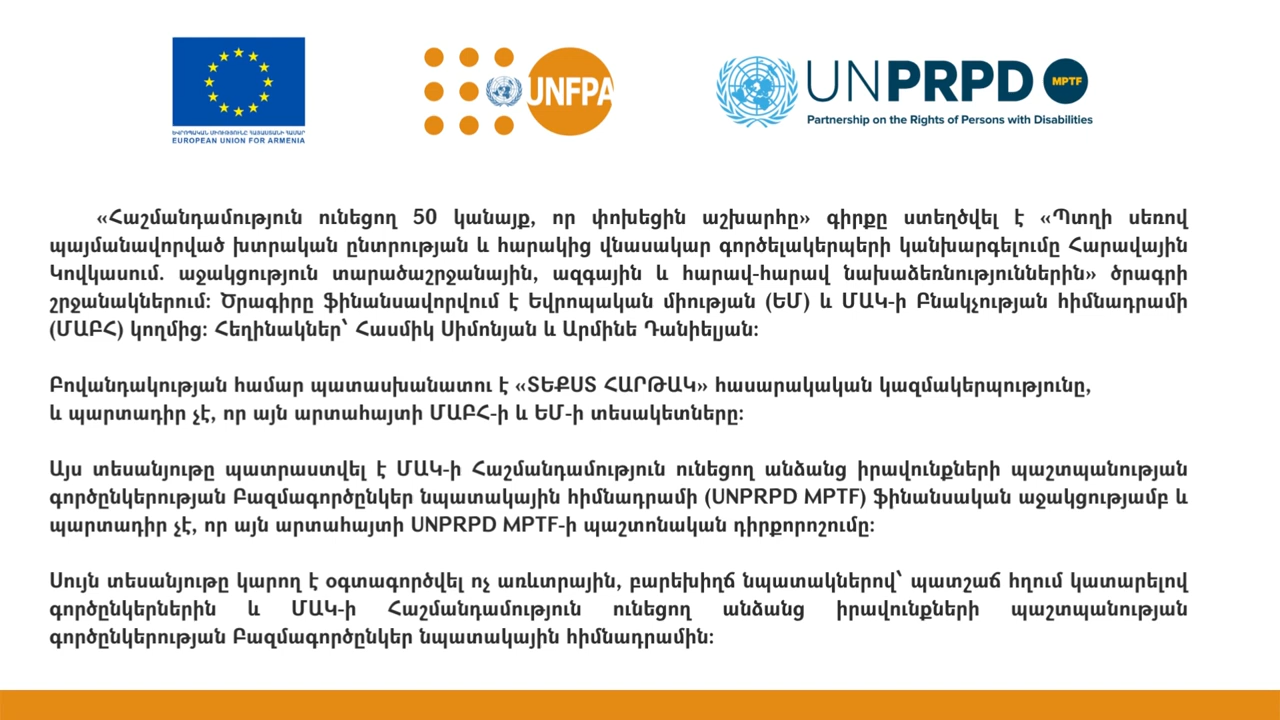 ԵՎՐՈՊԱԿԱՆ ՄԻՈՒԹՅՈՒՆԸ ՀԱՅԱՍՏԱՆԻ ՀԱՄԱՐ
EUROPEAN UNION FOR ARMENIA
UNFPA
UNPRPD MPTF
Partnership on the Rights of Persons with Disabilities
«Հաշմանդամություն ունեցող 50 կանայք, որ փոխեցին աշխարհը» գիրքը ստեղծվել է «Պտղի սեռով
պայմանավորված խտրական ընտրության և հարակից վնասակար գործելակերպերի կանխարգելումը Հարավային
Կովկասում. աջակցություն տարածաշրջանային, ազգային և հարավ-հարավ նախաձեռնություններին» ծրագրի
շրջանակներում: Ծրագիրը ֆինանսավորվում է Եվրոպական միության (ԵՄ) և ՄԱԿ-ի Բնակչության հիմնադրամի
(ՄԱԲՀ) կողմից: Հեղինակներ՝ Հասմիկ Սիմոնյան և Արմինե Դանիելյան:
Բովանդակության համար պատասխանատու է «ՏԵՔՍՏ ՀԱՐԹԱԿ» հասարակական կազմակերպությունը,
և պարտադիր չէ, որ այն արտահայտի ՄԱԲՀ-ի և ԵՄ-ի տեսակետները:
Այս տեսանյութը պատրաստվել է ՄԱԿ-ի Հաշմանդամություն ունեցող անձանց իրավունքների պաշտպանության
գործընկերության Բազմագործընկեր նպատակային հիմնադրամի (UNPRPD MPTF) ֆինանսական աջակցությամբ և
պարտադիր չէ, որ այն արտահայտի UNPRPD MPTF-ի պաշտոնական դիրքորոշումը:
Սույն տեսանյութը կարող է օգտագործվել ոչ առևտրային, բարեխիղճ նպատակներով՝ պատշաճ հղում կատարելով
գործընկերներին և ՄԱԿ-ի Հաշմանդամություն ունեցող անձանց իրավունքների պաշտպանության
գործընկերության Բազմագործընկեր նպատակային հիմնադրամին: